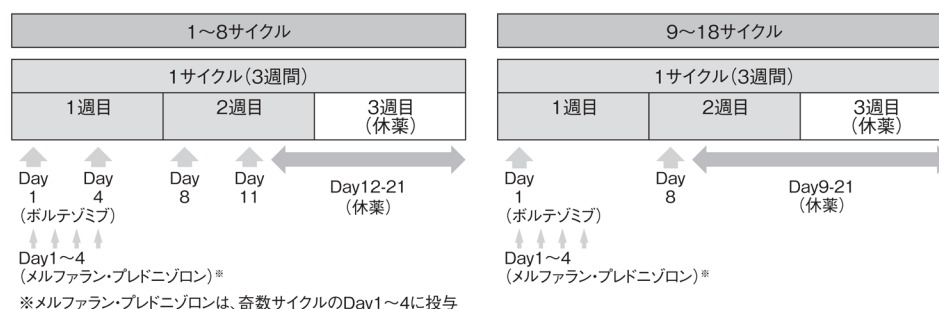 1～8サイクル
1サイクル（3週間）
1週目
2週目
3週目
（休薬）
Day
1
Day
4
Day
8
Day
11
Day12-21
（休薬）
（ボルテゾミブ）
Day1～4
（メルファラン・プレドニゾロン）※
※メルファラン・プレドニゾロンは、奇数サイクルのDay1～4に投与
9～18サイクル
1サイクル（3週間）
1週目
2週目
3週目
（休薬）
Day
1
Day
8
Day9-21
（休薬）
（ボルテゾミブ）
Day1～4
（メルファラン・プレドニゾロン）※